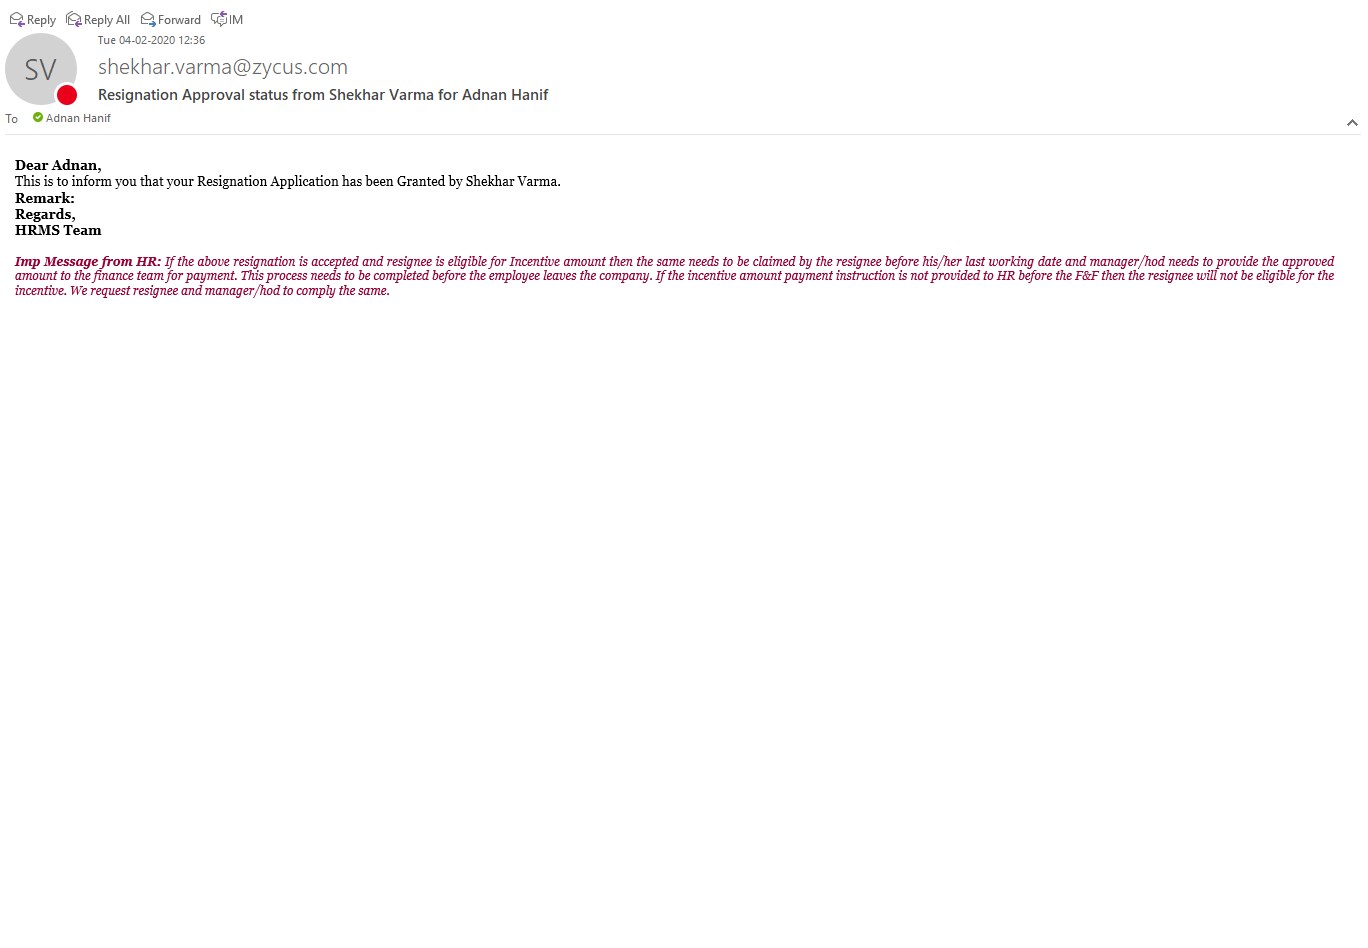 Reply Reply All Forward IM
Tue 04-02-2020 12:36
SV
shekhar.varma@zycus.com
Resignation Approval status from Shekhar Varma for Adnan Hanif
To Adnan Hanif
Dear Adnan,
This is to inform you that your Resignation Application has been Granted by Shekhar Varma.
Remark:
Regards,
HRMS Team
Imp Message from HR: If the above resignation is accepted and resignee is eligible for Incentive amount then the same needs to be claimed by the resignee before his/her last working date and manager/hod needs to provide the approved
amount to the finance team for payment. This process needs to be completed before the employee leaves the company. If the incentive amount payment instruction is not provided to HR before the F&F then the resignee will not be eligible for the
incentive. We request resignee and manager/hod to comply the same.